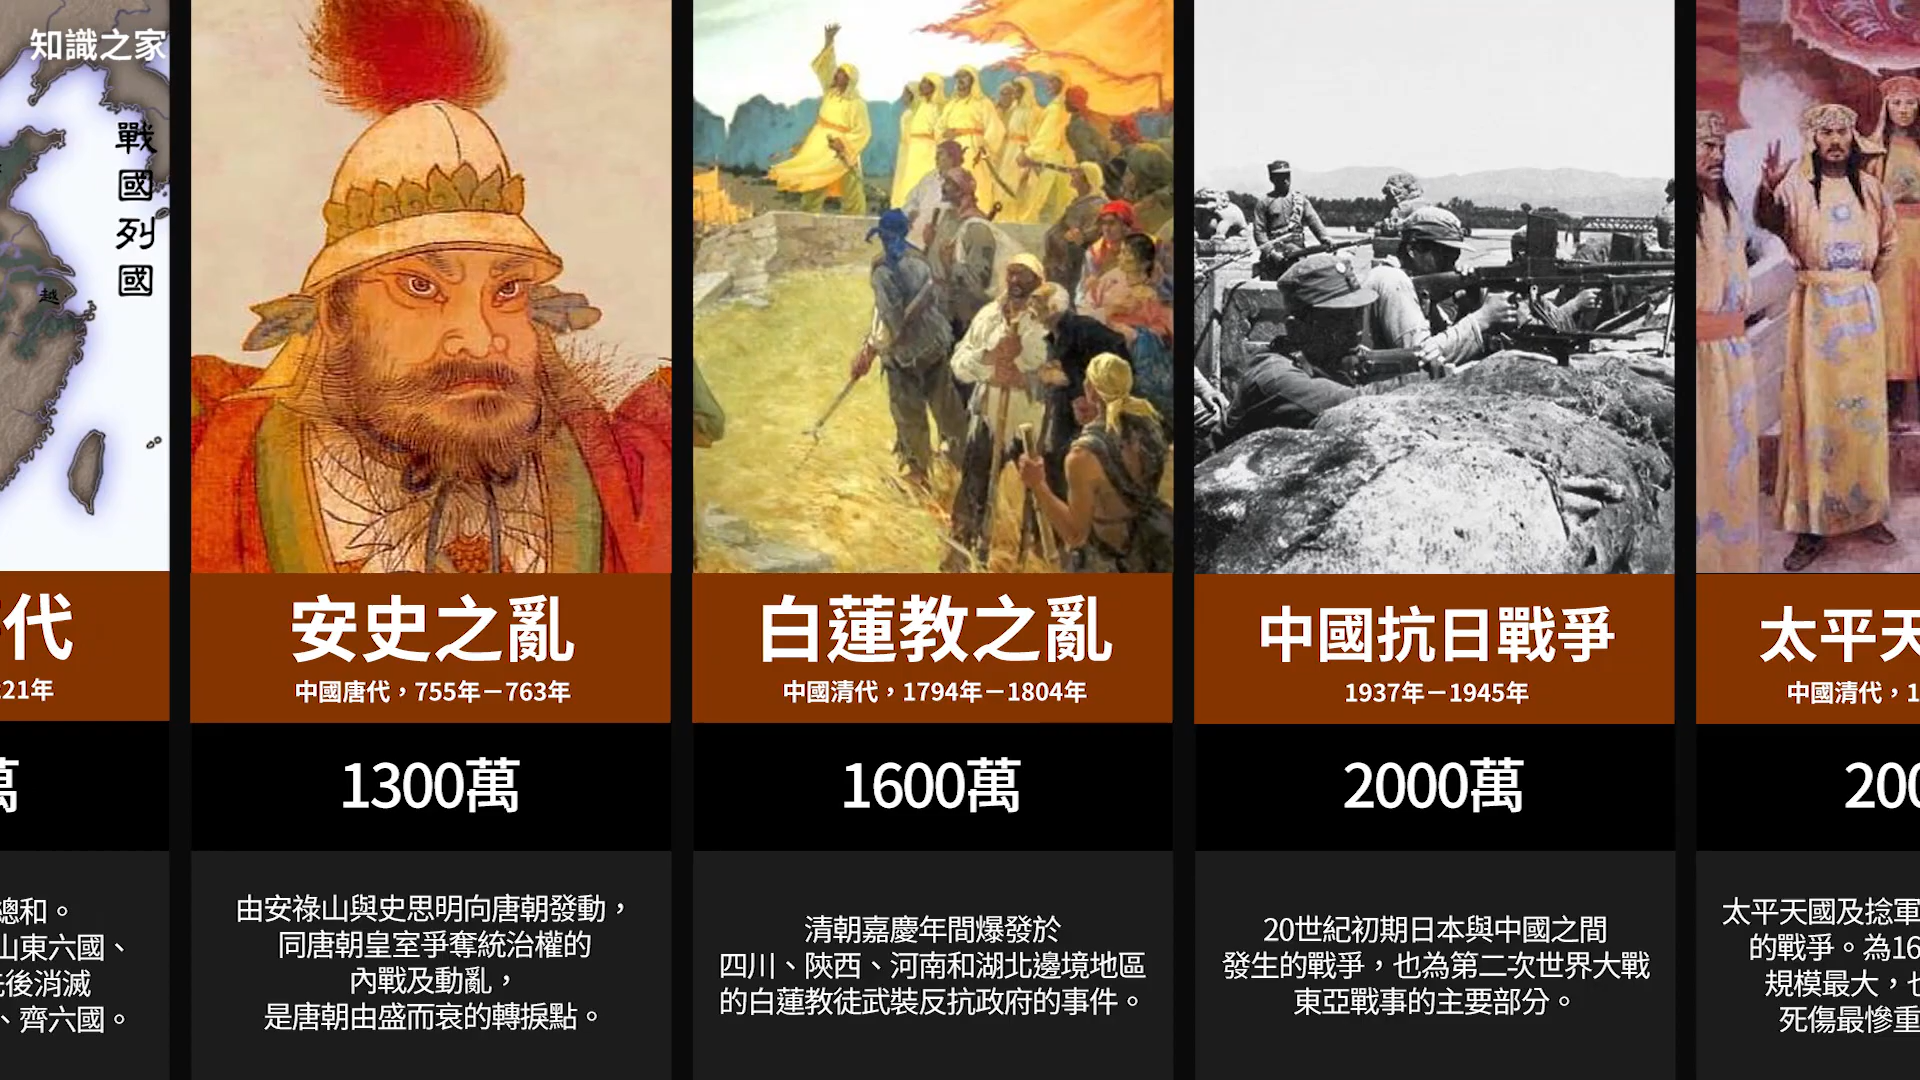 知識之家
戰國列國
越
代
21年
萬
總和。
山東六國、
先後消滅
、齊六國。
安史之亂
中國唐代，755年－763年
1300萬
由安祿山與史思明向唐朝發動，
同唐朝皇室爭奪統治權的
內戰及動亂，
是唐朝由盛而衰的轉捩點。
白蓮教之亂
中國清代，1794年－1804年
1600萬
清朝嘉慶年間爆發於
四川、陝西、河南和湖北邊境地區
的白蓮教徒武裝反抗政府的事件。
中國抗日戰爭
1937年－1945年
2000萬
20世紀初期日本與中國之間
發生的戰爭，也為第二次世界大戰
東亞戰事的主要部分。
太平天
中國清代，1
200
太平天國及捻軍
的戰爭。為16
規模最大，也
死傷最慘重